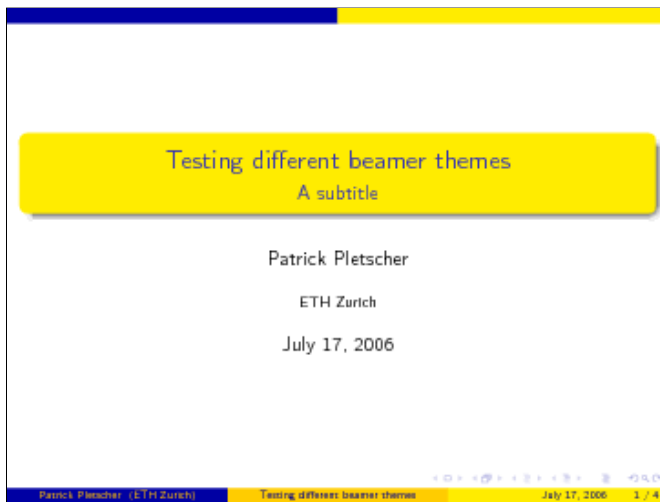 Testing different beamer themes
A subtitle
Patrick Pletscher
ETH Zurich
July 17, 2006
Patrick Pletscher (ETH Zurich) Testing different beamer themes July 17, 2006 1 / 4